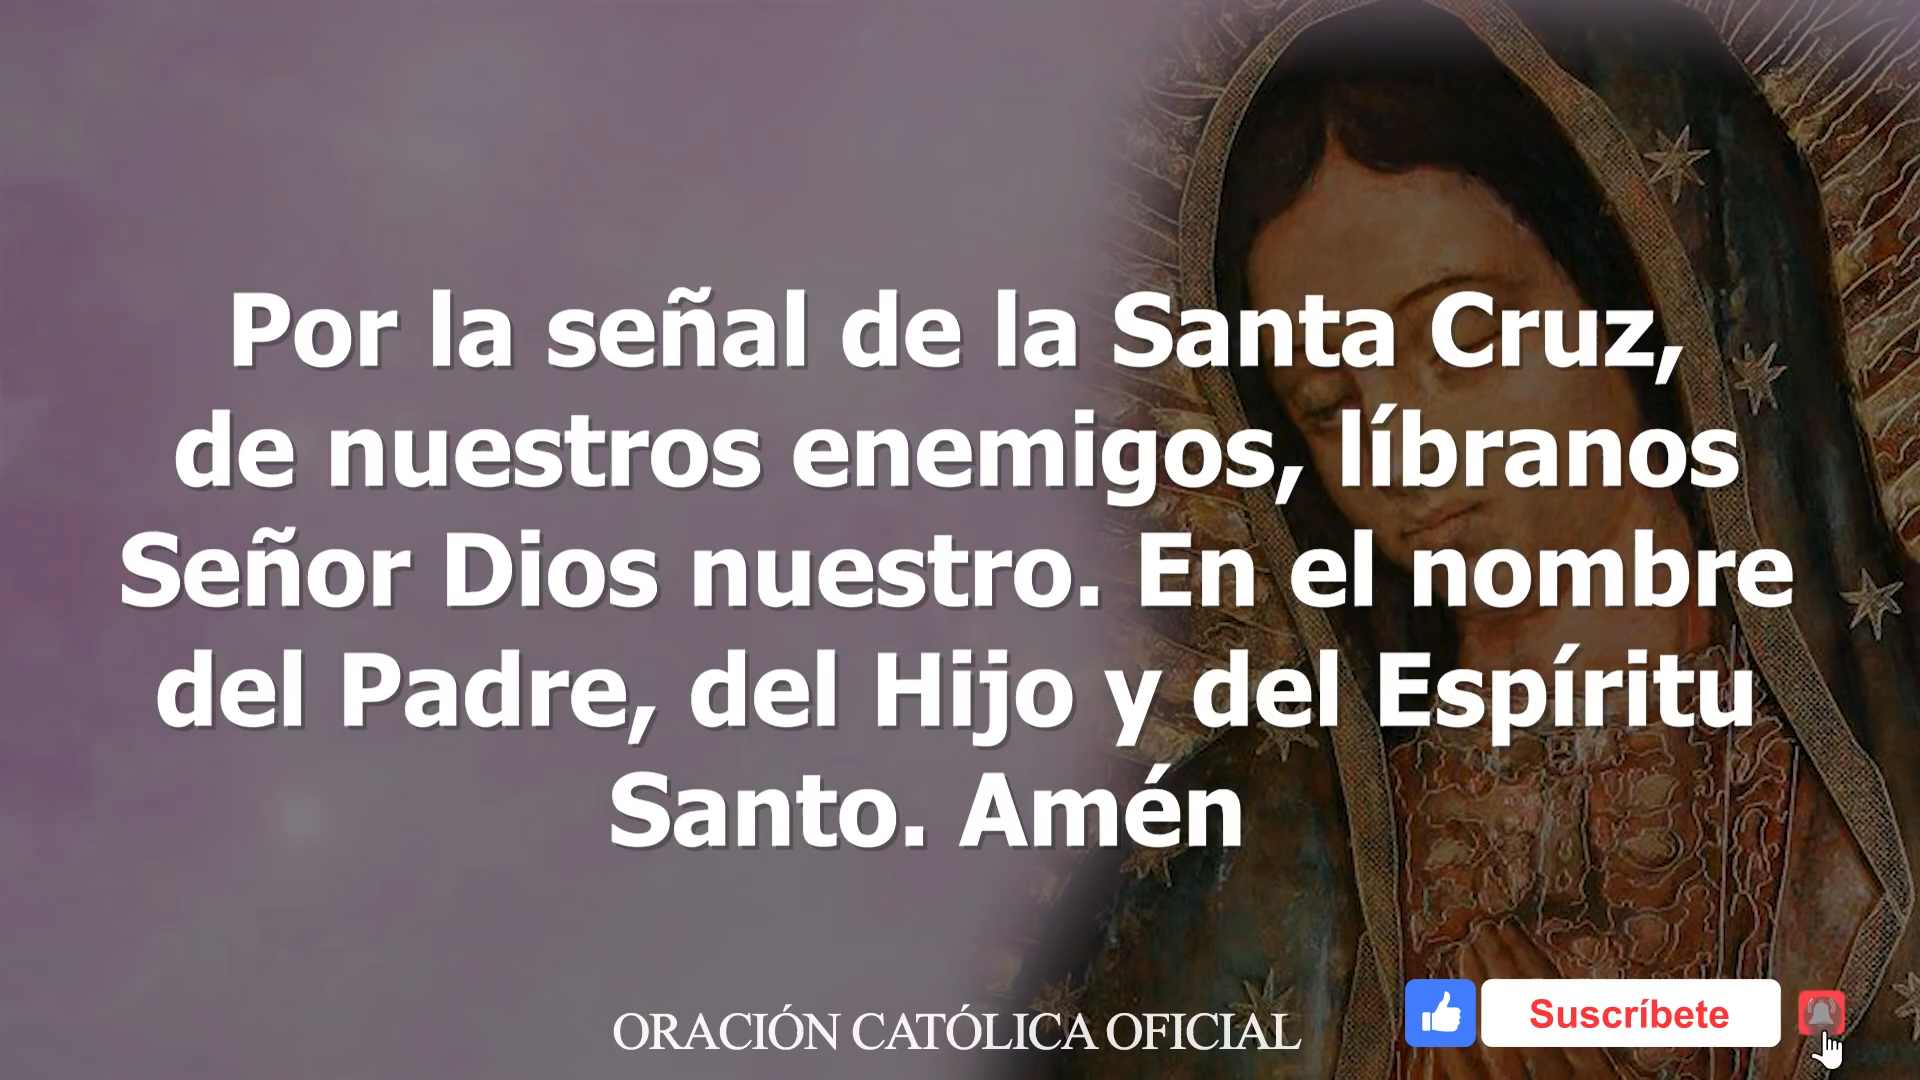 Por la señal de la Santa Cruz,
de nuestros enemigos, líbranos
Señor Dios nuestro. En el nombre
del Padre, del Hijo y del Espíritu
Santo. Amén
ORACIÓN CATÓLICA OFICIAL
Suscríbete